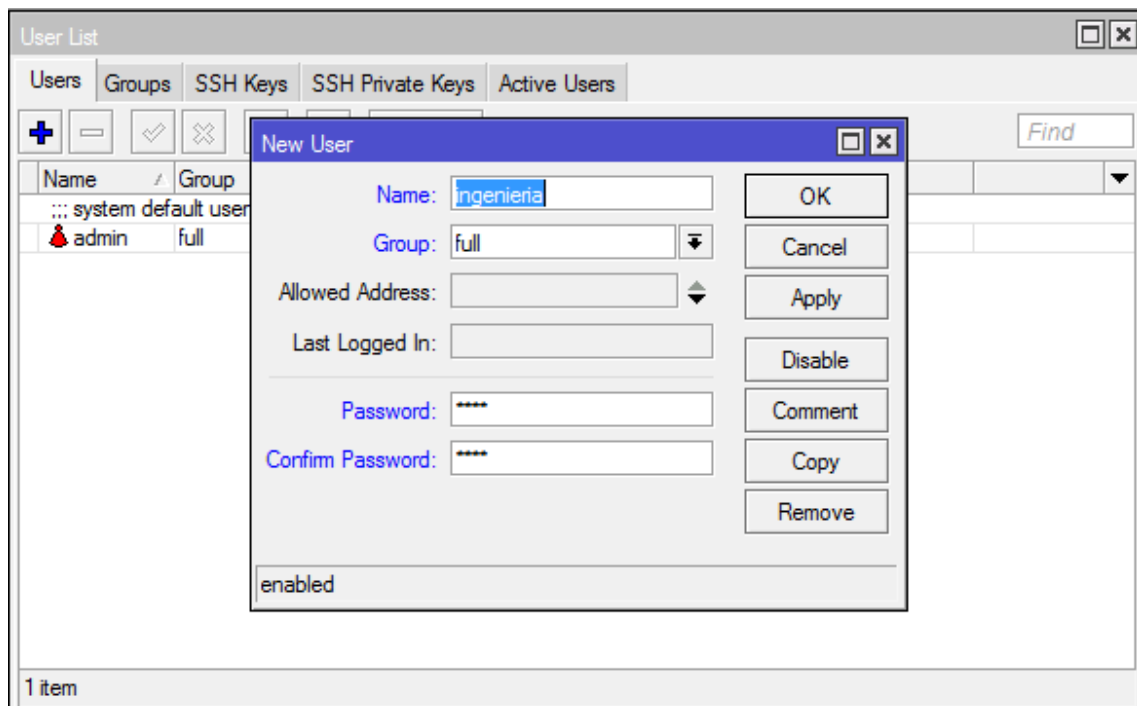 User List
Users Groups SSH Keys SSH Private Keys Active Users
Find
Name Group
;;; system default user
admin full
New User
Name: ingenieria
Group: full
Allowed Address:
Last Logged In:
Password: ****
Confirm Password: ****
OK
Cancel
Apply
Disable
Comment
Copy
Remove
enabled
1 item